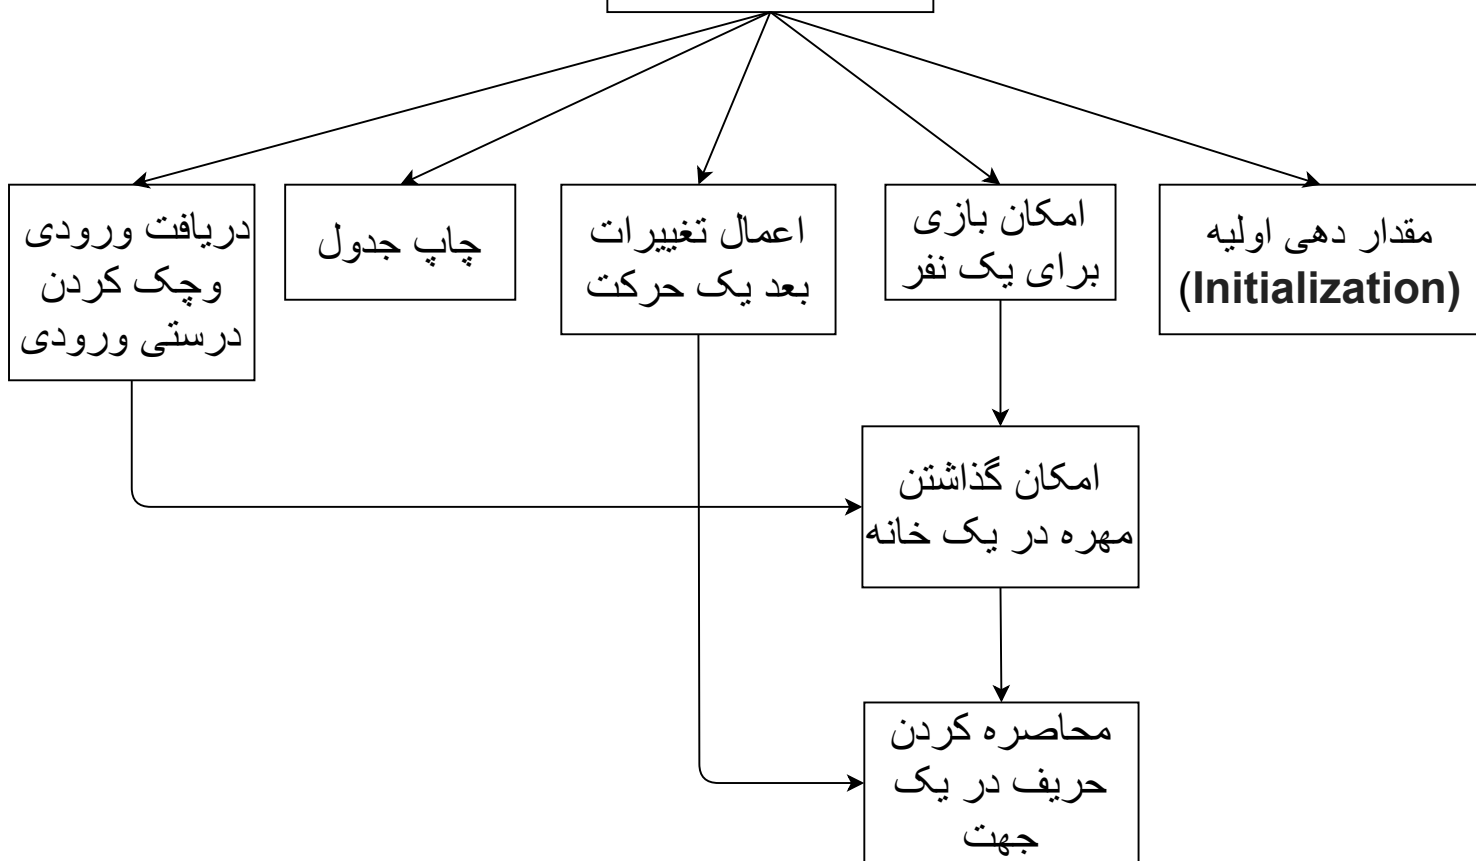 مقدار دهی اولیه
(Initialization)
امکان بازی
برای یک نفر
اعمال تغییرات
بعد یک حرکت
چاپ جدول
دریافت ورودی
وچک کردن
درستی ورودی
امکان گذاشتن
مهره در یک خانه
محاصره کردن
حریف در یک
جهت